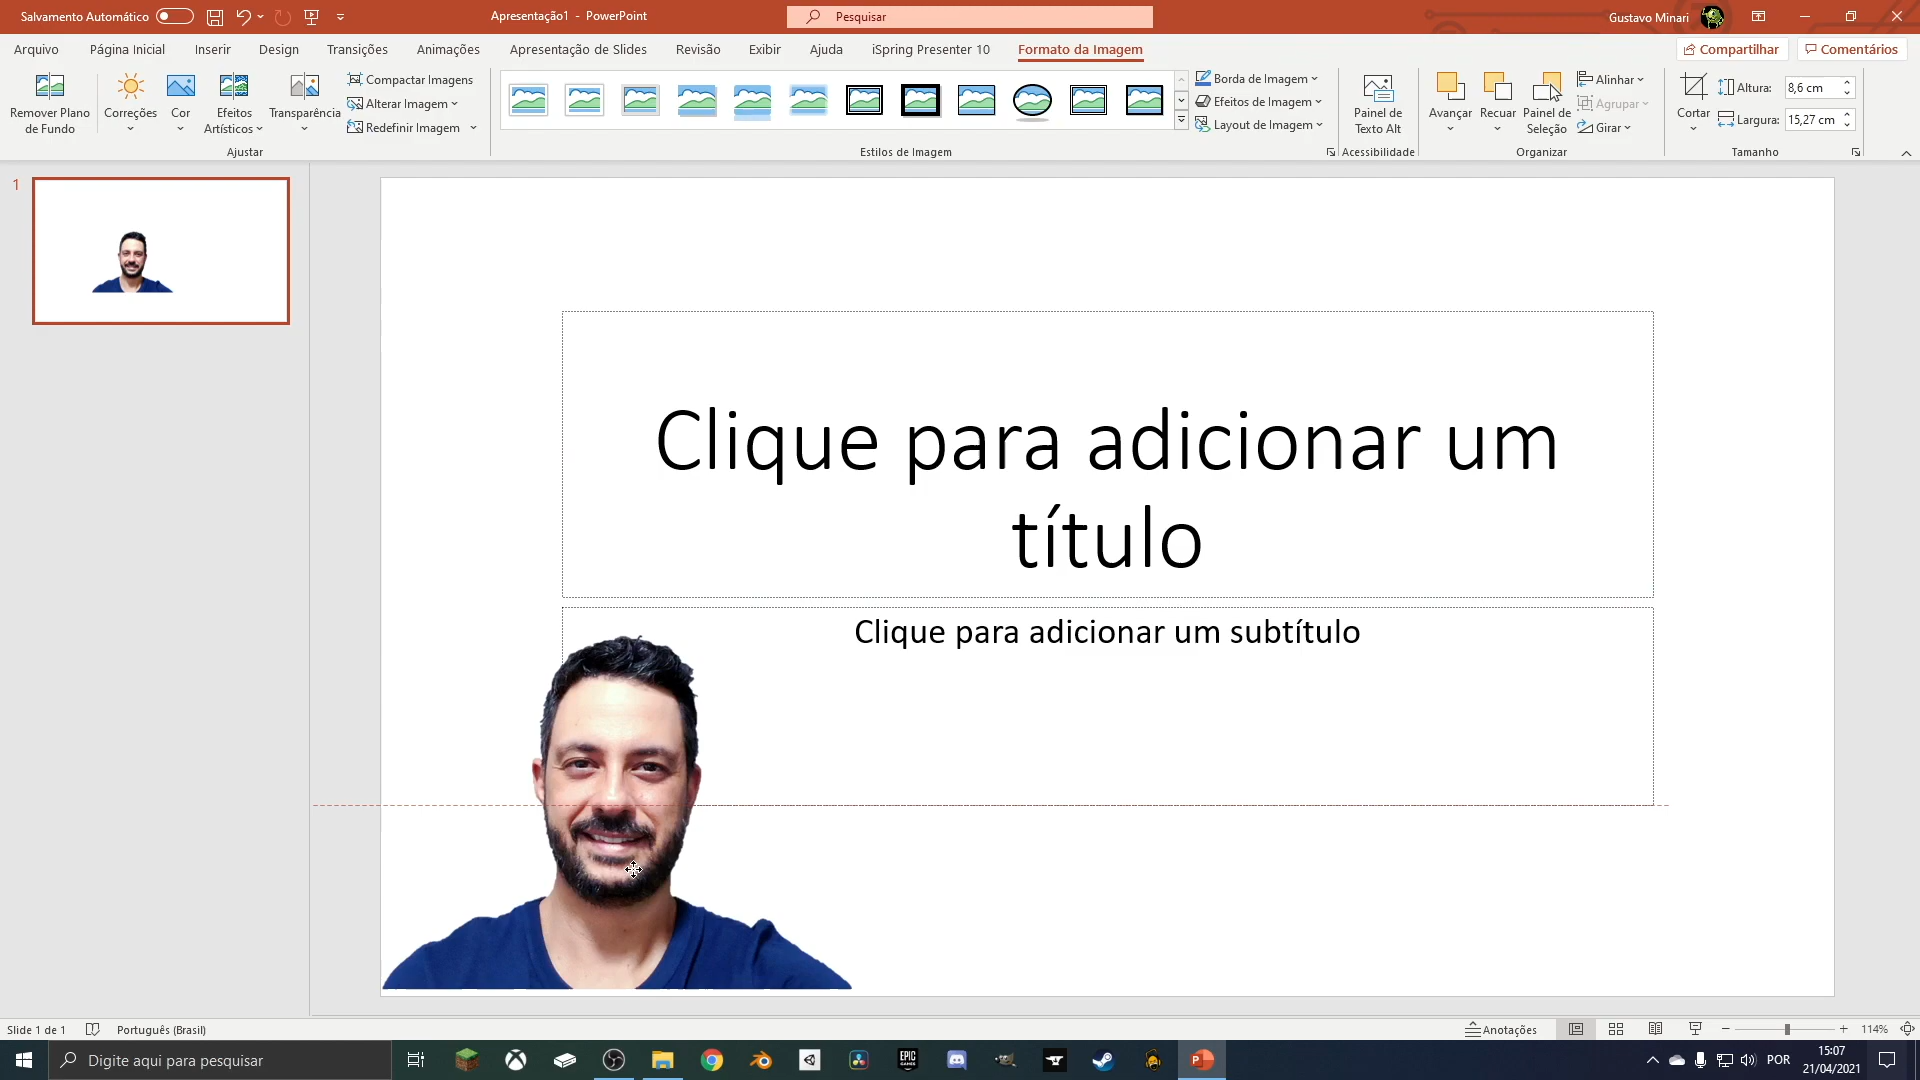 Salvamento Automático
Apresentação1 - PowerPoint
Pesquisar
Gustavo Minari
Arquivo
Página Inicial
Inserir
Design
Transições
Animações
Apresentação de Slides
Revisão
Exibir
Ajuda
iSpring Presenter 10
Formato da Imagem
Compartilhar
Comentários
Remover Plano
de Fundo
Correções
Cor
Efeitos
Artísticos
Transparência
Compactar Imagens
Alterar Imagem
Redefinir Imagem
Ajustar
Estilos de Imagem
Borda de Imagem
Efeitos de Imagem
Layout de Imagem
Painel de
Texto Alt
Acessibilidade
Avançar
Recuar
Painel de
Seleção
Alinhar
Agrupar
Girar
Organizar
Cortar
Altura:
8,6 cm
Largura:
15,27 cm
Tamanho
1
Clique para adicionar um
título
Clique para adicionar um subtítulo
Slide 1 de 1
Português (Brasil)
Anotações
114%
Digite aqui para pesquisar
EPIC
GAMES
P
POR
15:07
21/04/2021